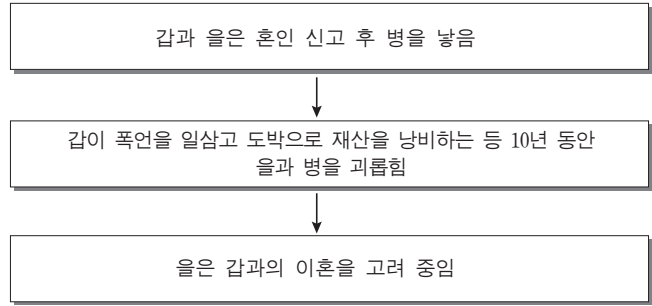 갑과 을은 혼인 신고 후 병을 낳음
갑이 폭언을 일삼고 도박으로 재산을 낭비하는 등 10년 동안
을과 병을 괴롭힘
을은 갑과의 이혼을 고려 중임